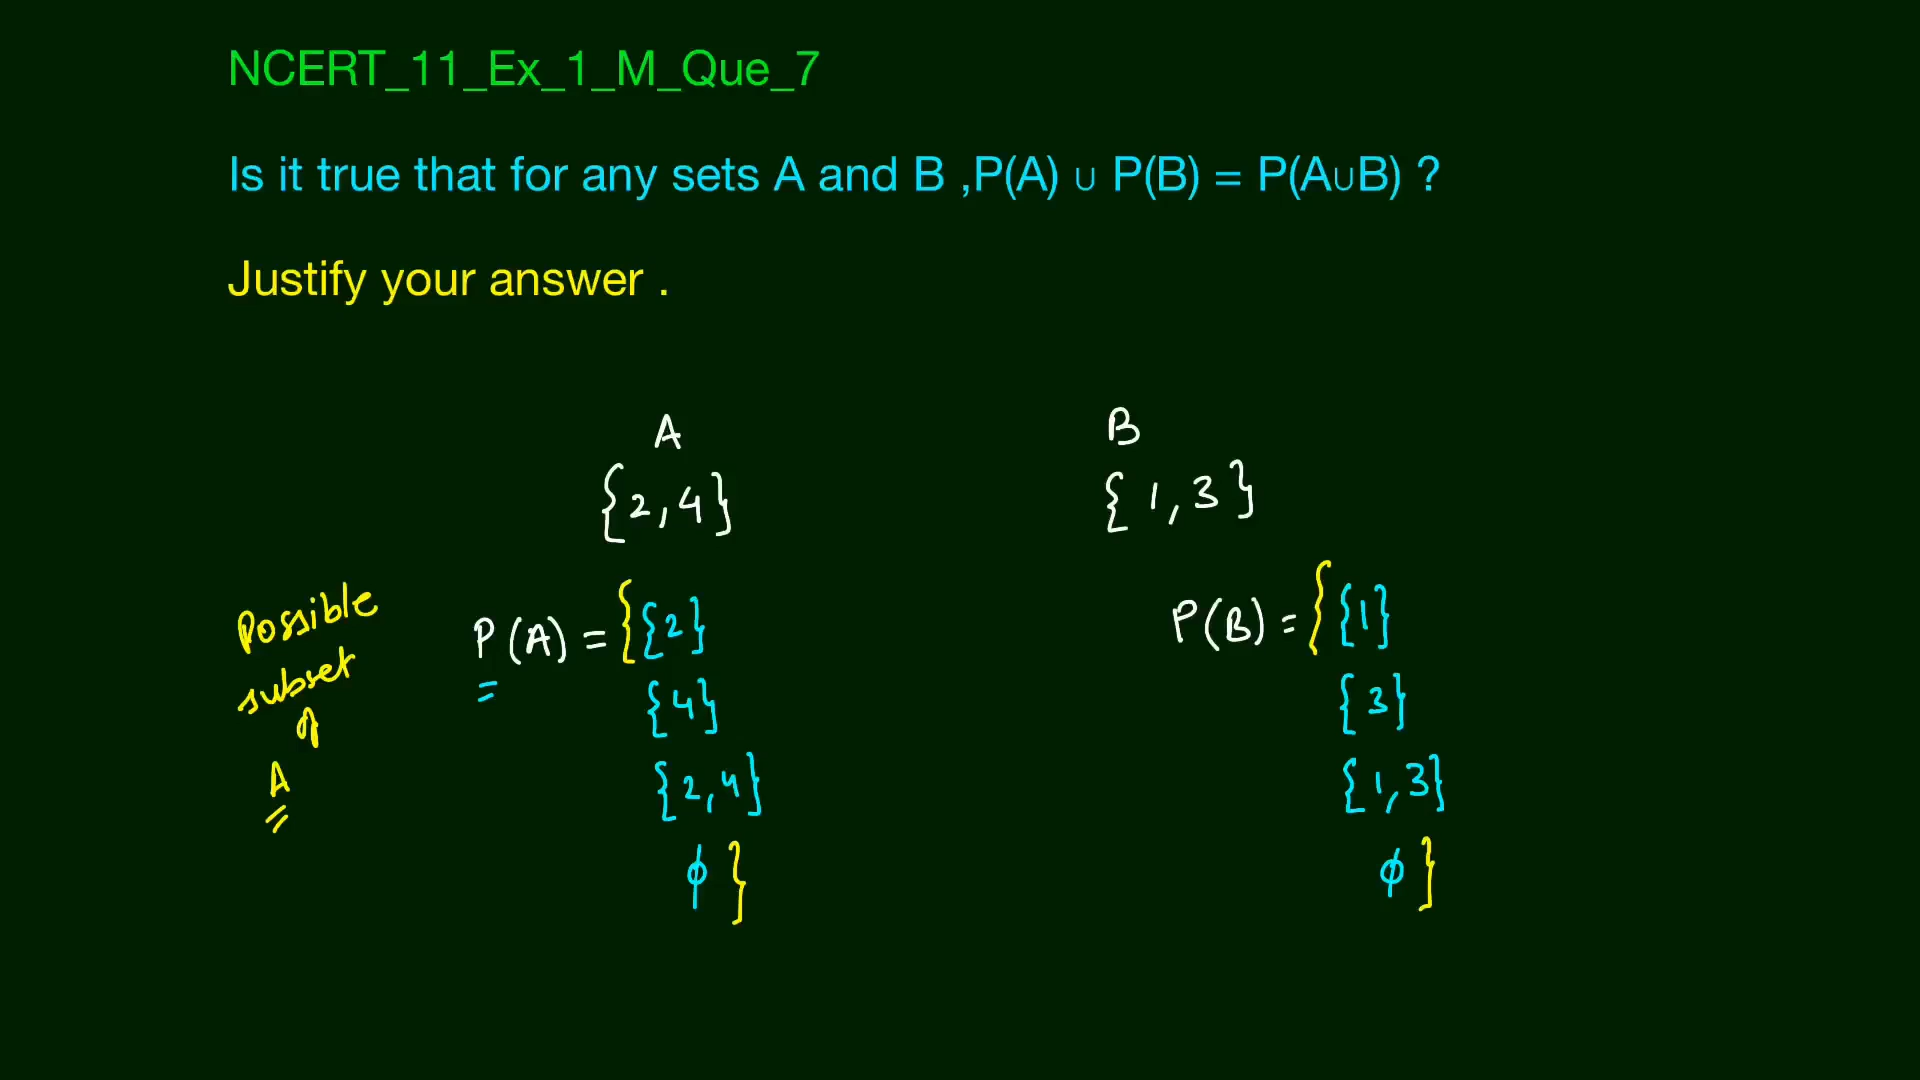 NCERT_11_Ex_1_M_Que_7
Is it true that for any sets A and B ,P(A) ∪ P(B) = P(A∪B) ?
Justify your answer .
A
{2,4}
B
{1,3}
Possible
subset
of
A
P(A) = {{2}
{4}
{2,4}
ϕ}
P(B) = {{1}
{3}
{1,3}
ϕ}